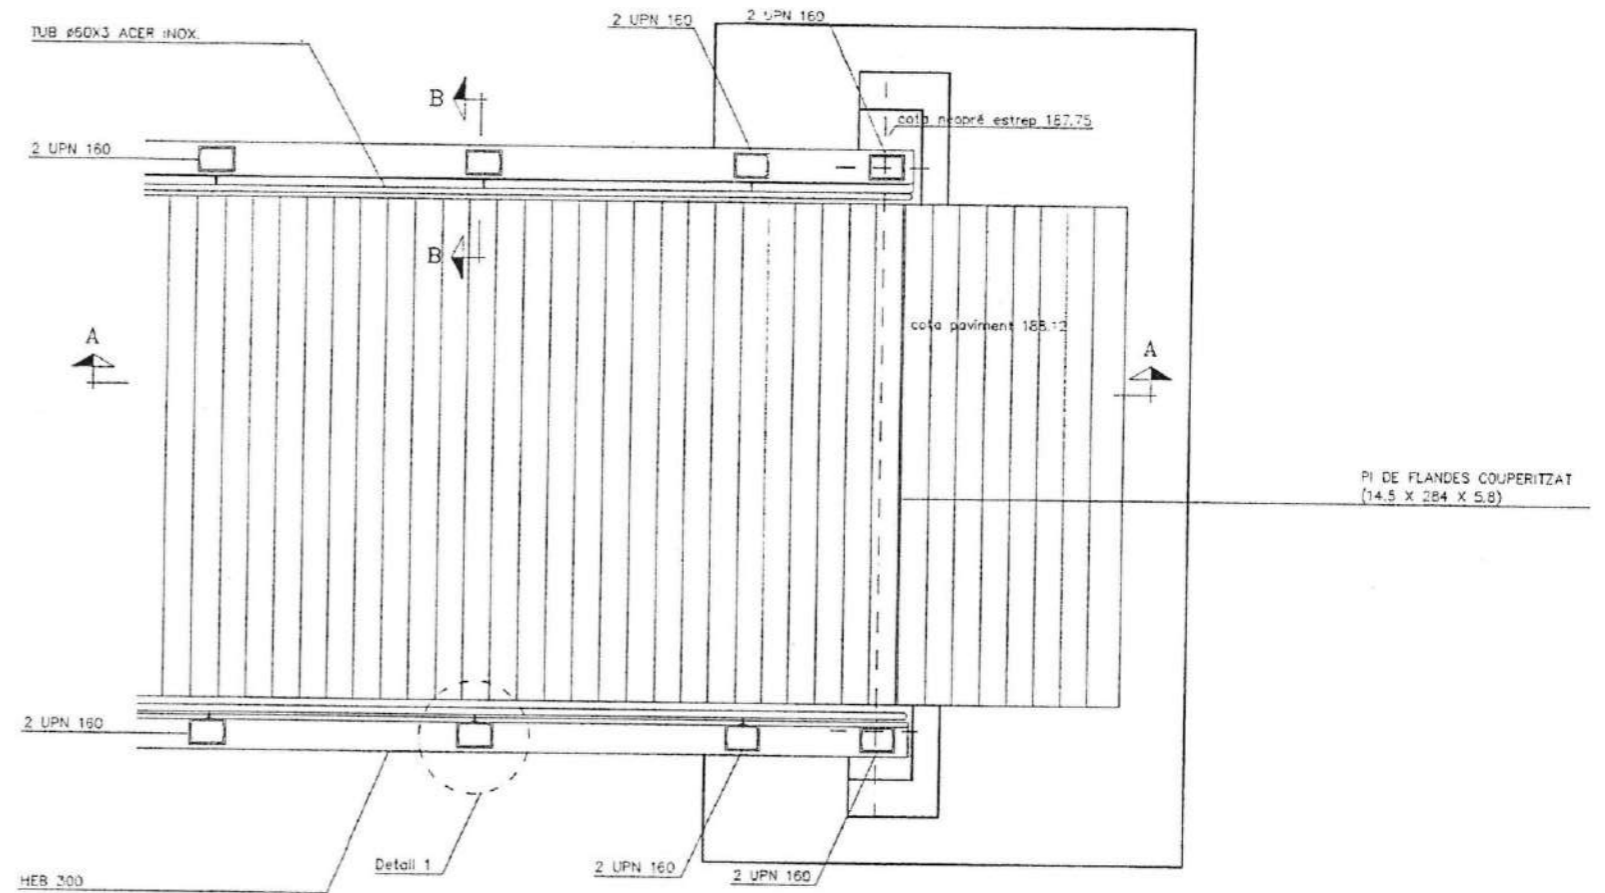 2 UPN 160
2 UPN 160
TUB ø60X3 ACER INOX.
B
cota neoprè estrep 187.75
2 UPN 160
B
cota paviment 188.12
A
A
PI DE FLANDES COUPERITZAT
(14.5 X 284 X 5.8)
2 UPN 160
Detall 1
2 UPN 160
2 UPN 160
HEB 300